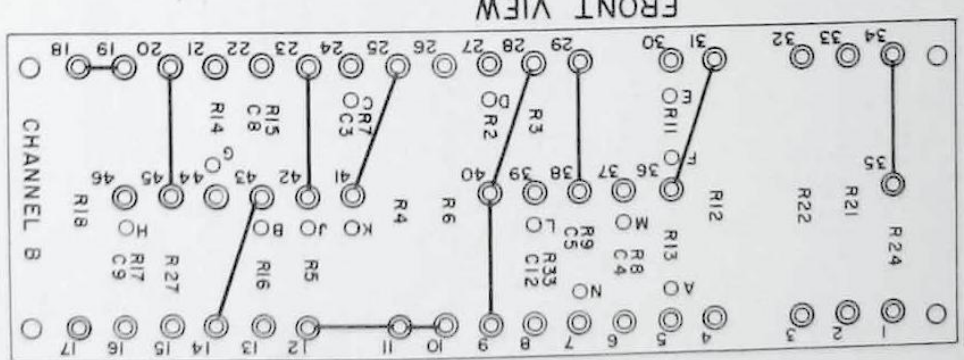 1 2 3 4 5 6 7 8 9 10 11 12 13 14 15 16 17
A N
R24 R21 R22 R12 R13
R8
C4
R9
C5
R33
C12
R6 R4 R5 R16 R27
R17
C9
R18
M L K J B H
35 36 37 38 39 40 41 42 43 44 45 46
F G
R11 R3 R2
R7
C3
R15
C8
R14
E D C
34 33 32 31 30 29 28 27 26 25 24 23 22 21 20 19 18
CHANNEL B
FRONT VIEW